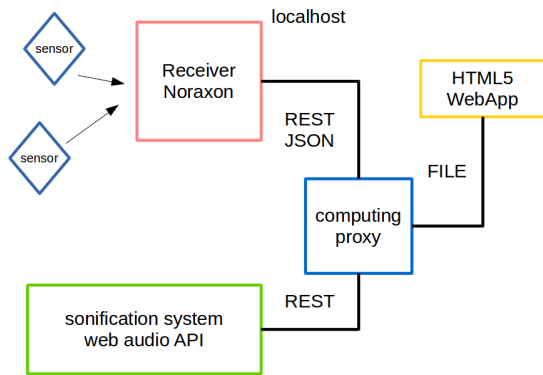 localhost
sensor
Receiver
Noraxon
HTML5
WebApp
REST
JSON
sensor
FILE
computing
proxy
REST
sonification system
web audio API